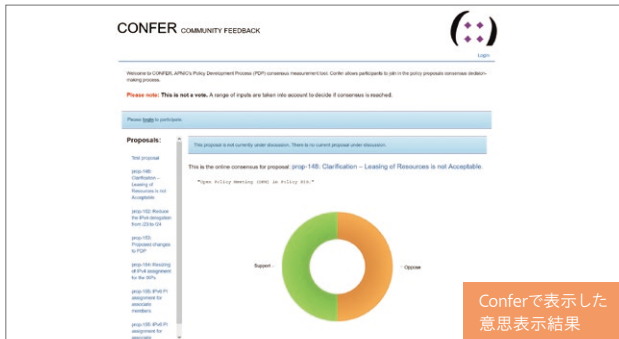 CONFER COMMUNITY FEEDBACK
Login
Welcome to CONFER, APNIC's Policy Development Process (PDP) consensus measurement tool. Confer allows participants to join in the policy proposals consensus decision-
making process.
Please note: This is not a vote. A range of inputs are taken into account to decide if consensus is reached.
Please login to participate.
Proposals:
Test proposal
prop-148:
Clarification –
Leasing of
Resources is not
Acceptable
prop-152: Reduce
the IPv4 delegation
from /23 to /24
prop-153:
Proposed changes
to PDP
prop-154: Resizing
of IPv6 assignment
for the IXPs
prop-155: IPv6 PI
assignment for
associate
members
prop-155: IPv6 PI
assignment for
associate
This proposal is not currently under discussion. There is no current proposal under discussion.
This is the online consensus for proposal: prop-148: Clarification – Leasing of Resources is not Acceptable.
"Open Policy Meeting (OPM) in Policy SIG."
Support
Oppose
Conferで表示した
意思表示結果